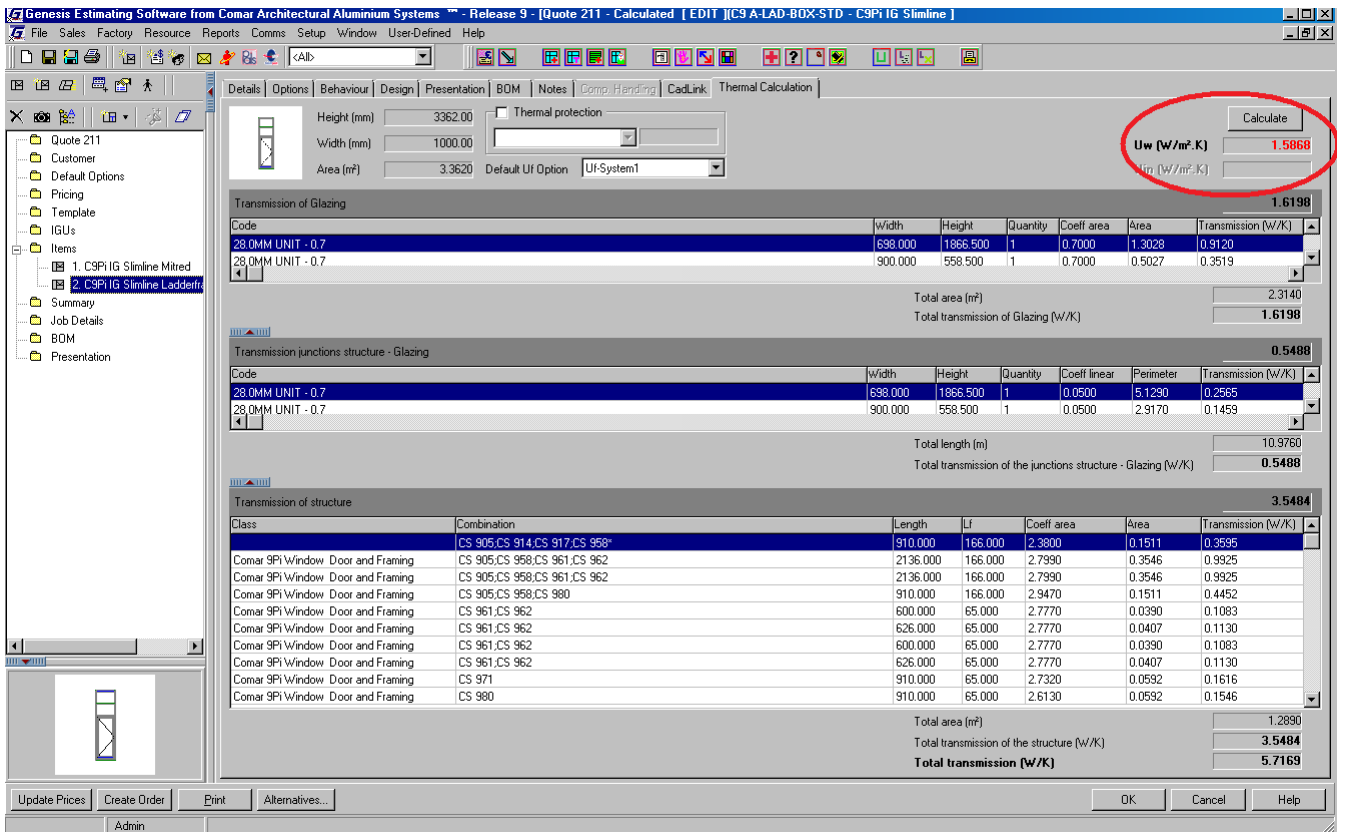 Genesis Estimating Software from Comar Architectural Aluminium Systems ™ - Release 9 - [Quote 211 - Calculated [ EDIT ][C9 A-LAD-BOX-STD - C9Pi IG Slimline ]
File Sales Factory Resource Reports Comms Setup Window User-Defined Help
<All>
Details Options Behaviour Design Presentation BOM Notes Comp. Handing CadLink Thermal Calculation
Height (mm) 3362.00 Thermal protection Calculate
Width (mm) 1000.00 Uw (W/m².K) 1.5868
Area (m²) 3.3620 Default Uf Option Uf-System1 (W/m².K)
Quote 211
Customer
Default Options
Pricing
Template
IGUs
Items
1. C9Pi IG Slimline Mitred
2. C9Pi IG Slimline Ladderfra
Summary
Job Details
BOM
Presentation
Transmission of Glazing 1.6198
Code Width Height Quantity Coeff area Area Transmission (W/K)
28.0MM UNIT - 0.7 698.000 1866.500 1 0.7000 1.3028 0.9120
28.0MM UNIT - 0.7 900.000 558.500 1 0.7000 0.5027 0.3519
Total area (m²) 2.3140
Total transmission of Glazing (W/K) 1.6198
Transmission junctions structure - Glazing 0.5488
Code Width Height Quantity Coeff linear Perimeter Transmission (W/K)
28.0MM UNIT - 0.7 698.000 1866.500 1 0.0500 5.1290 0.2565
28.0MM UNIT - 0.7 900.000 558.500 1 0.0500 2.9170 0.1459
Total length (m) 10.9760
Total transmission of the junctions structure - Glazing (W/K) 0.5488
Transmission of structure 3.5484
Class Combination Length Lf Coeff area Area Transmission (W/K)
CS 905;CS 914;CS 917;CS 958* 910.000 166.000 2.3800 0.1511 0.3595
Comar 9Pi Window Door and Framing CS 905;CS 958;CS 961;CS 962 2136.000 166.000 2.7990 0.3546 0.9925
Comar 9Pi Window Door and Framing CS 905;CS 958;CS 961;CS 962 2136.000 166.000 2.7990 0.3546 0.9925
Comar 9Pi Window Door and Framing CS 905;CS 958;CS 980 910.000 166.000 2.9470 0.1511 0.4452
Comar 9Pi Window Door and Framing CS 961;CS 962 600.000 65.000 2.7770 0.0390 0.1083
Comar 9Pi Window Door and Framing CS 961;CS 962 626.000 65.000 2.7770 0.0407 0.1130
Comar 9Pi Window Door and Framing CS 961;CS 962 600.000 65.000 2.7770 0.0390 0.1083
Comar 9Pi Window Door and Framing CS 961;CS 962 626.000 65.000 2.7770 0.0407 0.1130
Comar 9Pi Window Door and Framing CS 971 910.000 65.000 2.7320 0.0592 0.1616
Comar 9Pi Window Door and Framing CS 980 910.000 65.000 2.6130 0.0592 0.1546
Total area (m²) 1.2890
Total transmission of the structure (W/K) 3.5484
Total transmission (W/K) 5.7169
Update Prices Create Order Print Alternatives... OK Cancel Help
Admin